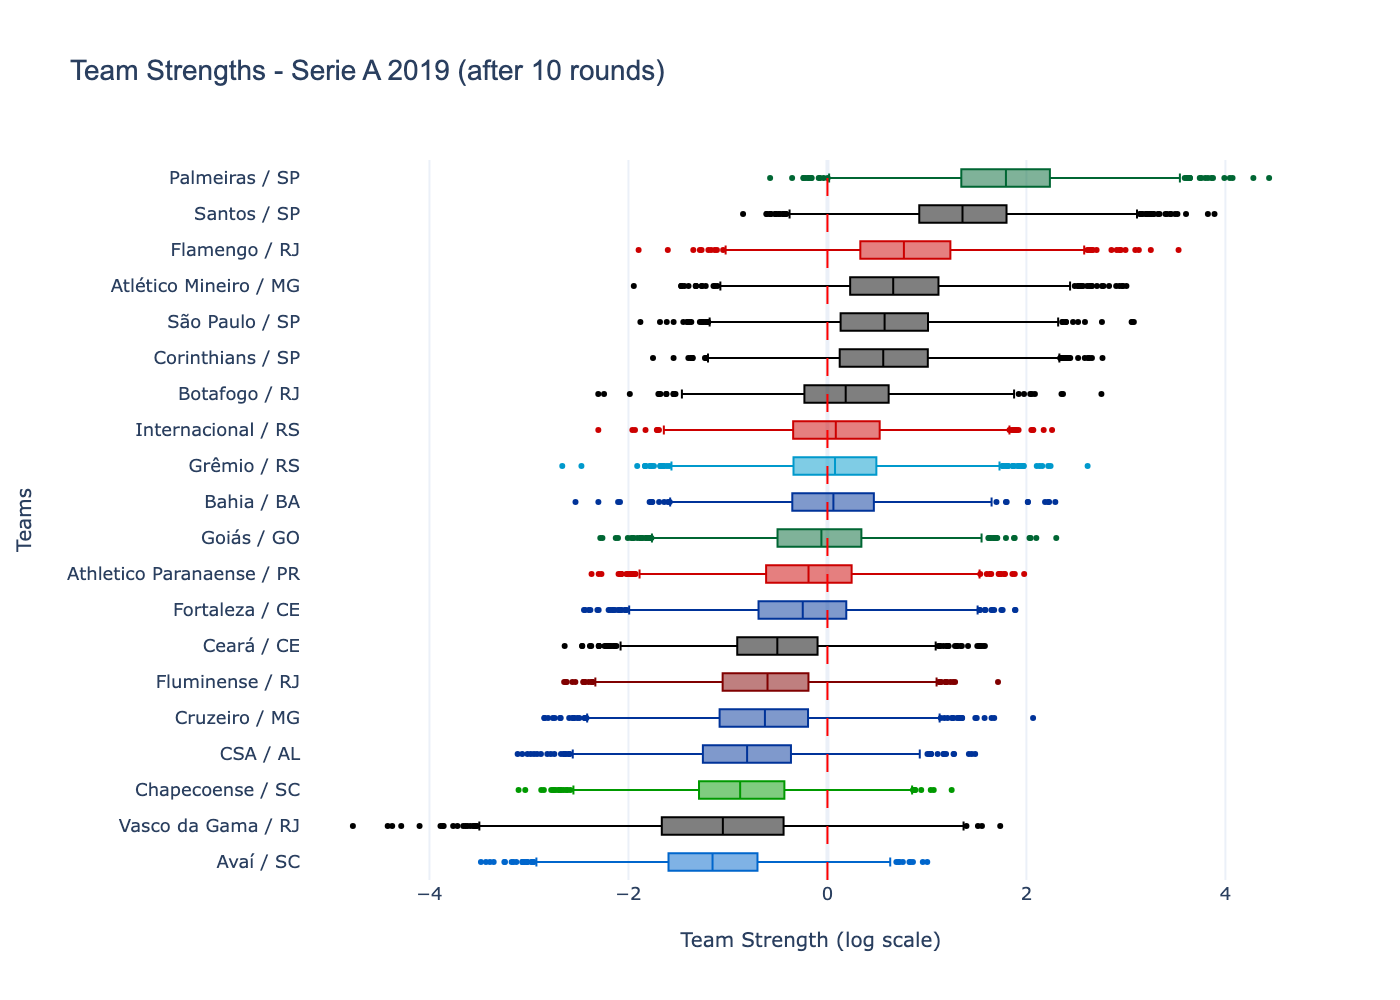 Team Strengths - Serie A 2019 (after 10 rounds)
Teams
Palmeiras / SP
Santos / SP
Flamengo / RJ
Atlético Mineiro / MG
São Paulo / SP
Corinthians / SP
Botafogo / RJ
Internacional / RS
Grêmio / RS
Bahia / BA
Goiás / GO
Athletico Paranaense / PR
Fortaleza / CE
Ceará / CE
Fluminense / RJ
Cruzeiro / MG
CSA / AL
Chapecoense / SC
Vasco da Gama / RJ
Avaí / SC
−4 −2 0 2 4
Team Strength (log scale)